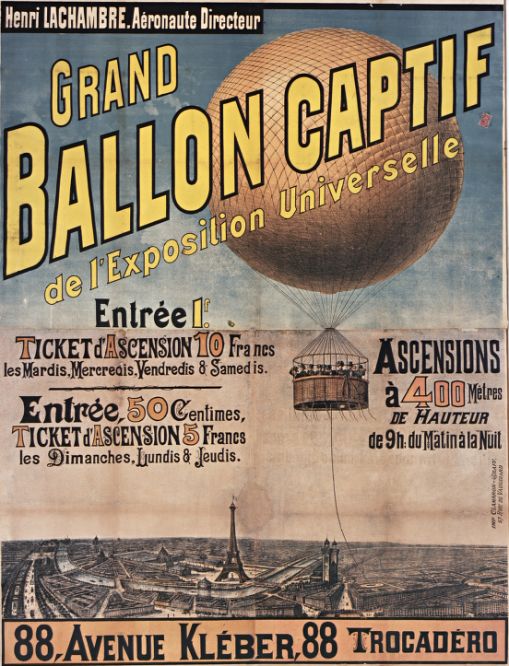 Henri LACHAMBRE. Aéronaute Directeur
GRAND
BALLON CAPTIF
de l'Exposition Universelle
Entrée 1f.
TICKET d'ASCENSION 10 Francs
les Mardis, Mercredis, Vendredis & Samedis.
Entrée, 50 Centimes,
TICKET d'ASCENSION 5 Francs
les Dimanches, Lundis & Jeudis.
ASCENSIONS
à 400 Mètres
DE HAUTEUR
de 9h. du Matin à la Nuit
88, AVENUE KLÉBER, 88 TROCADÉRO